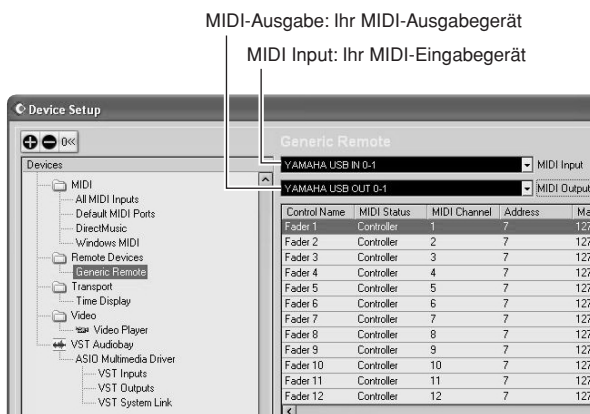 MIDI-Ausgabe: Ihr MIDI-Ausgabegerät
MIDI Input: Ihr MIDI-Eingabegerät
Device Setup
0<<
Generic Remote
Devices
YAMAHA USB IN 0-1 MIDI Input
YAMAHA USB OUT 0-1 MIDI Output
MIDI
All MIDI Inputs
Default MIDI Ports
DirectMusic
Windows MIDI
Remote Devices
Generic Remote
Transport
Time Display
Video
Video Player
VST Audiobay
ASIO Multimedia Driver
VST Inputs
VST Outputs
VST System Link
Control Name MIDI Status MIDI Channel Address Ma
Fader 1 Controller 1 7 127
Fader 2 Controller 2 7 127
Fader 3 Controller 3 7 127
Fader 4 Controller 4 7 127
Fader 5 Controller 5 7 127
Fader 6 Controller 6 7 127
Fader 7 Controller 7 7 127
Fader 8 Controller 8 7 127
Fader 9 Controller 9 7 127
Fader 10 Controller 10 7 127
Fader 11 Controller 11 7 127
Fader 12 Controller 12 7 127